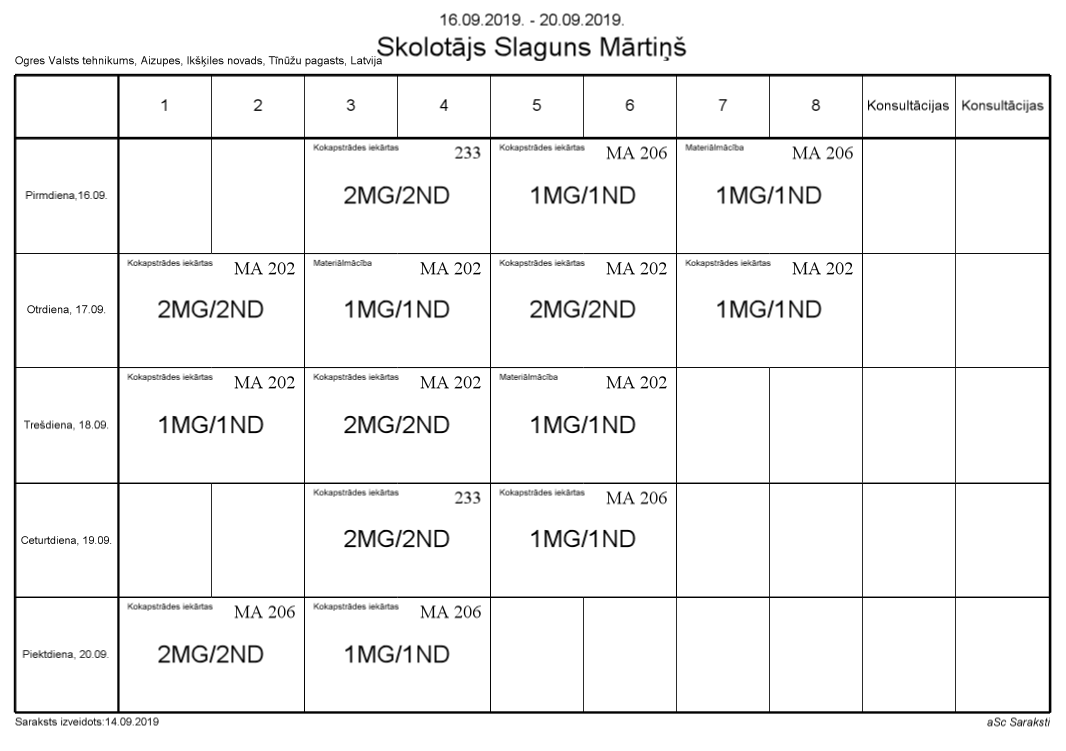 16.09.2019. - 20.09.2019.
Skolotājs Slaguns Mārtiņš
Ogres Valsts tehnikums, Aizupes, Ikšķiles novads, Tīnūžu pagasts, Latvija
1 2 3 4 5 6 7 8 Konsultācijas Konsultācijas
Kokapstrādes iekārtas 233 Kokapstrādes iekārtas MA 206 Materiālmācība MA 206
Pirmdiena,16.09. 2MG/2ND 1MG/1ND 1MG/1ND
Kokapstrādes iekārtas MA 202 Materiālmācība MA 202 Kokapstrādes iekārtas MA 202 Kokapstrādes iekārtas MA 202
Otrdiena, 17.09. 2MG/2ND 1MG/1ND 2MG/2ND 1MG/1ND
Kokapstrādes iekārtas MA 202 Kokapstrādes iekārtas MA 202 Materiālmācība MA 202
Trešdiena, 18.09. 1MG/1ND 2MG/2ND 1MG/1ND
Kokapstrādes iekārtas 233 Kokapstrādes iekārtas MA 206
Ceturtdiena, 19.09. 2MG/2ND 1MG/1ND
Kokapstrādes iekārtas MA 206 Kokapstrādes iekārtas MA 206
Piektdiena, 20.09. 2MG/2ND 1MG/1ND
Saraksts izveidots:14.09.2019 aSc Saraksti